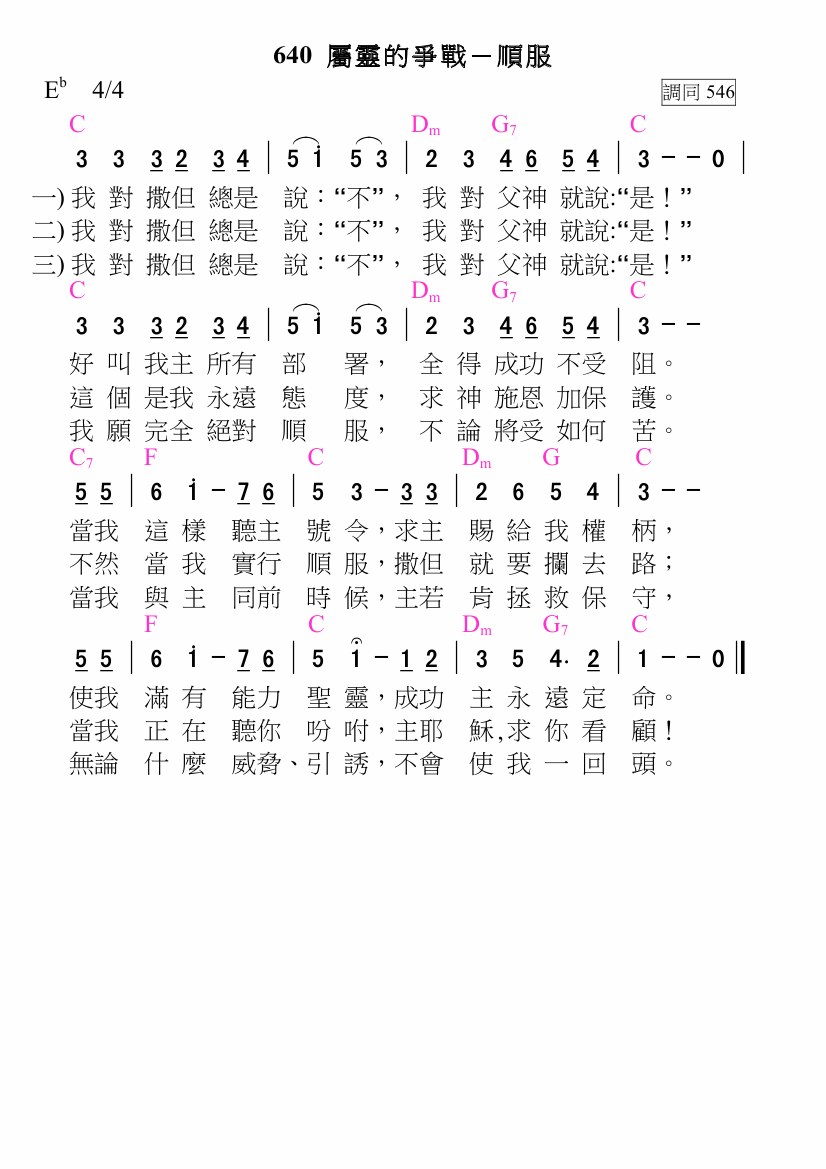 640 屬靈的爭戰－順服
E♭ 4/4 調同 546
C Dm G7 C
3 3 3 2 3 4 | 5 i 5 3 | 2 3 4 6 5 4 | 3 - - 0 |
一) 我 對 撒但 總是 說：“不”， 我 對 父神 就說:“是！”
二) 我 對 撒但 總是 說：“不”， 我 對 父神 就說:“是！”
三) 我 對 撒但 總是 說：“不”， 我 對 父神 就說:“是！”
C Dm G7 C
3 3 3 2 3 4 | 5 i 5 3 | 2 3 4 6 5 4 | 3 - -
好 叫 我主 所有 部 署， 全 得 成功 不受 阻。
這 個 是我 永遠 態 度， 求 神 施恩 加保 護。
我 願 完全 絕對 順 服， 不 論 將受 如何 苦。
C7 F C Dm G C
5 5 | 6 i - 7 6 | 5 3 - 3 3 | 2 6 5 4 | 3 - -
當我 這 樣 聽主 號 令，求主 賜 給 我 權 柄，
不然 當 我 實行 順 服，撒但 就 要 攔 去 路；
當我 與 主 同前 時 候，主若 肯 拯 救 保 守，
F C Dm G7 C
5 5 | 6 i - 7 6 | 5 i - 1 2 | 3 5 4. 2 | 1 - - 0 ‖
使我 滿 有 能力 聖 靈，成功 主 永 遠 定 命。
當我 正 在 聽你 吩 咐，主耶 穌,求 你 看 顧！
無論 什 麼 威脅、引 誘，不會 使 我 一 回 頭。